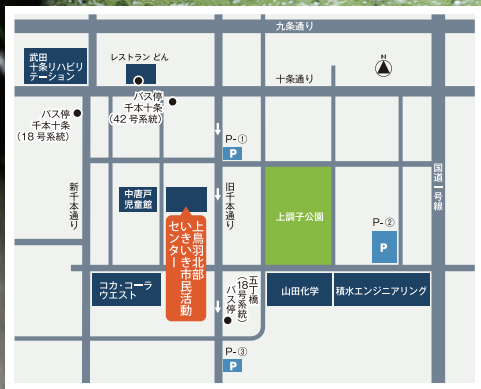 九条通り
武田
十条リハビリ
テーション
レストラン どん
十条通り
N
バス停
千本十条
(42号系統)
バス停
千本十条
(18号系統)
P-①
P
新千本通り
中唐戸
児童館
旧千本通り
上調子公園
国道一号線
P-②
P
上鳥羽北部
いきいき市民活動
センター
コカ・コーラ
ウエスト
五丁橋
(18号系統)
バス停
山田化学
積水エンジニアリング
P-③
P